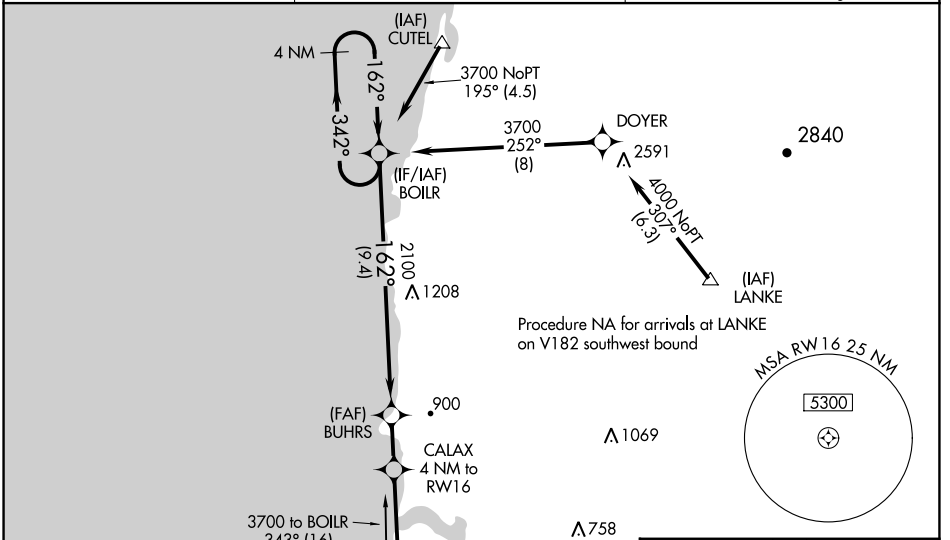 (IAF)
CUTEL
4 NM
162°
342°
3700 NoPT
195° (4.5)
3700
252°
(8)
DOYER
2591
2840
(IF/IAF)
BOILR
4000 NoPT
307°
(6.3)
(IAF)
LANKE
2100
162°
(9.4)
1208
Procedure NA for arrivals at LANKE
on V182 southwest bound
MSA RW16 25 NM
5300
(FAF)
BUHRS
900
CALAX
4 NM to
RW16
1069
3700 to BOILR
343° (16)
758